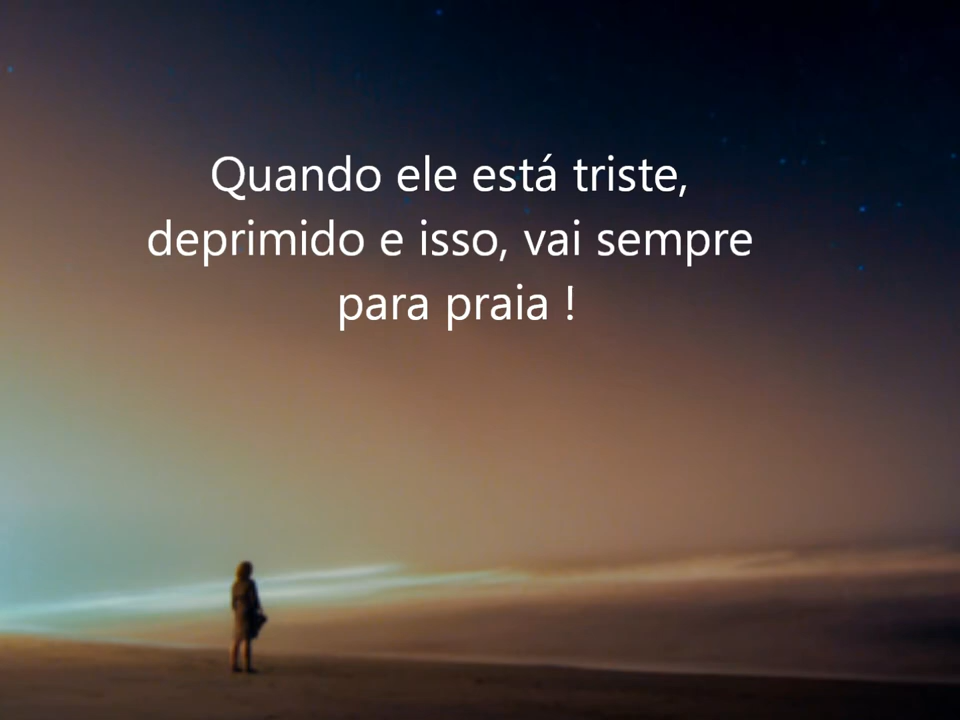 Quando ele está triste,
deprimido e isso, vai sempre
para praia !